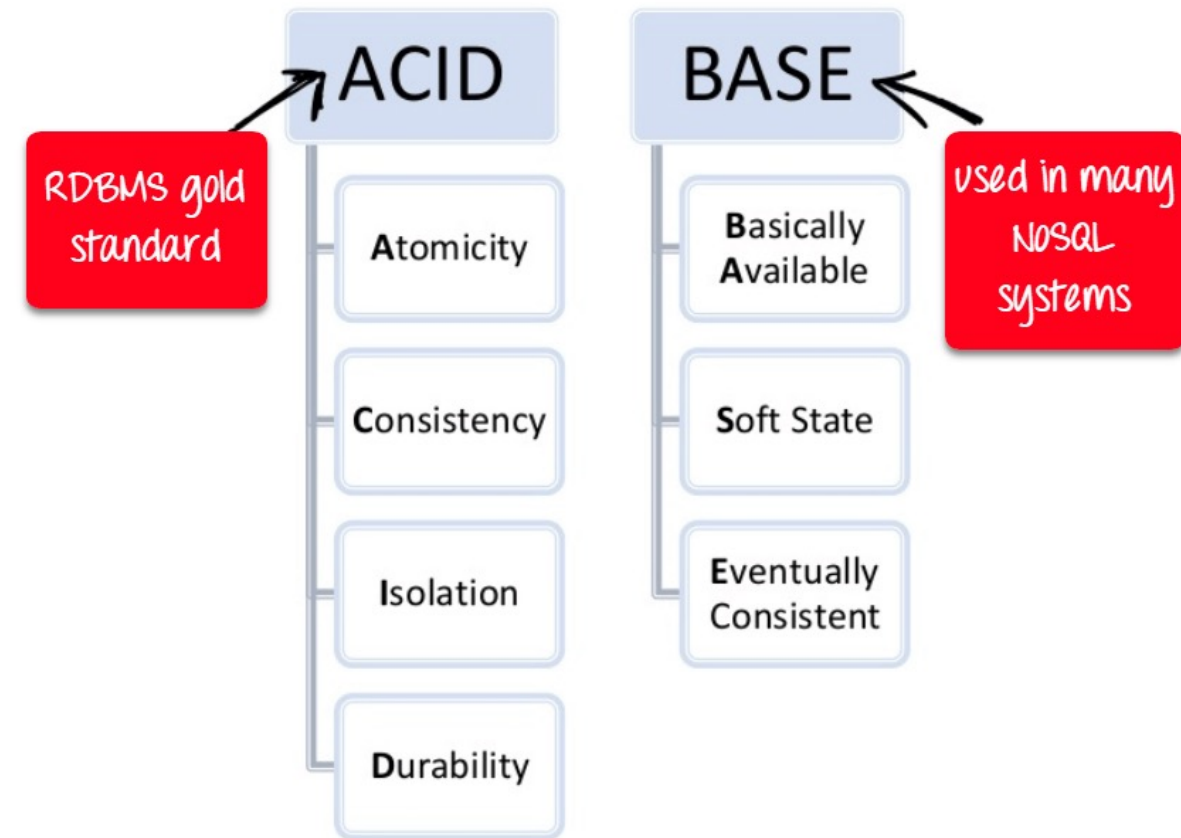 ACID
RDBMS gold
standard
Atomicity
Consistency
Isolation
Durability
BASE
used in many
NoSQL
systems
Basically
Available
Soft State
Eventually
Consistent